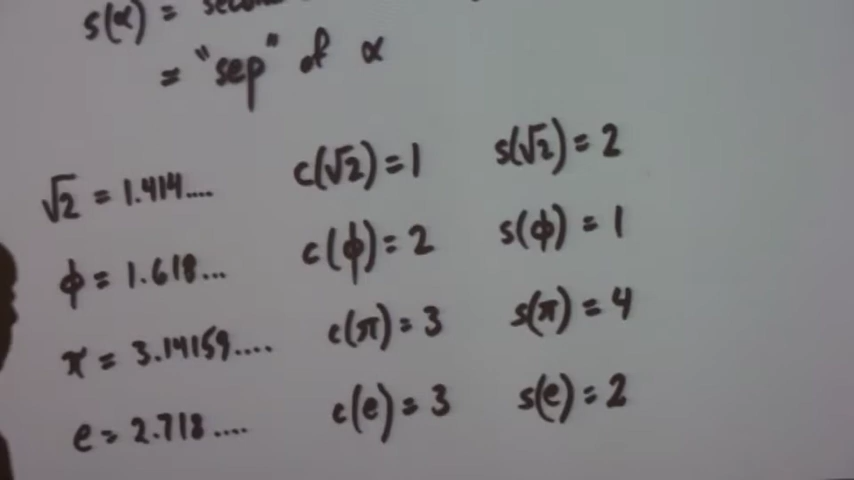 s(α) = second
= "sep" of α
√2 = 1.414.... c(√2) = 1 s(√2) = 2
ϕ = 1.618... c(ϕ) = 2 s(ϕ) = 1
π = 3.14159.... c(π) = 3 s(π) = 4
e = 2.718.... c(e) = 3 s(e) = 2